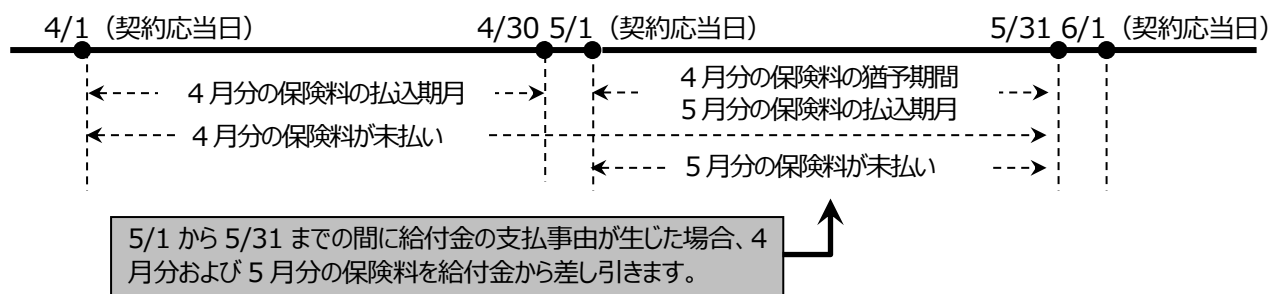 4/1（契約応当日） 4/30 5/1（契約応当日） 5/31 6/1（契約応当日）
4月分の保険料の払込期月 4月分の保険料の猶予期間
5月分の保険料の払込期月
4月分の保険料が未払い
5月分の保険料が未払い
5/1から5/31までの間に給付金の支払事由が生じた場合、4
月分および5月分の保険料を給付金から差し引きます。